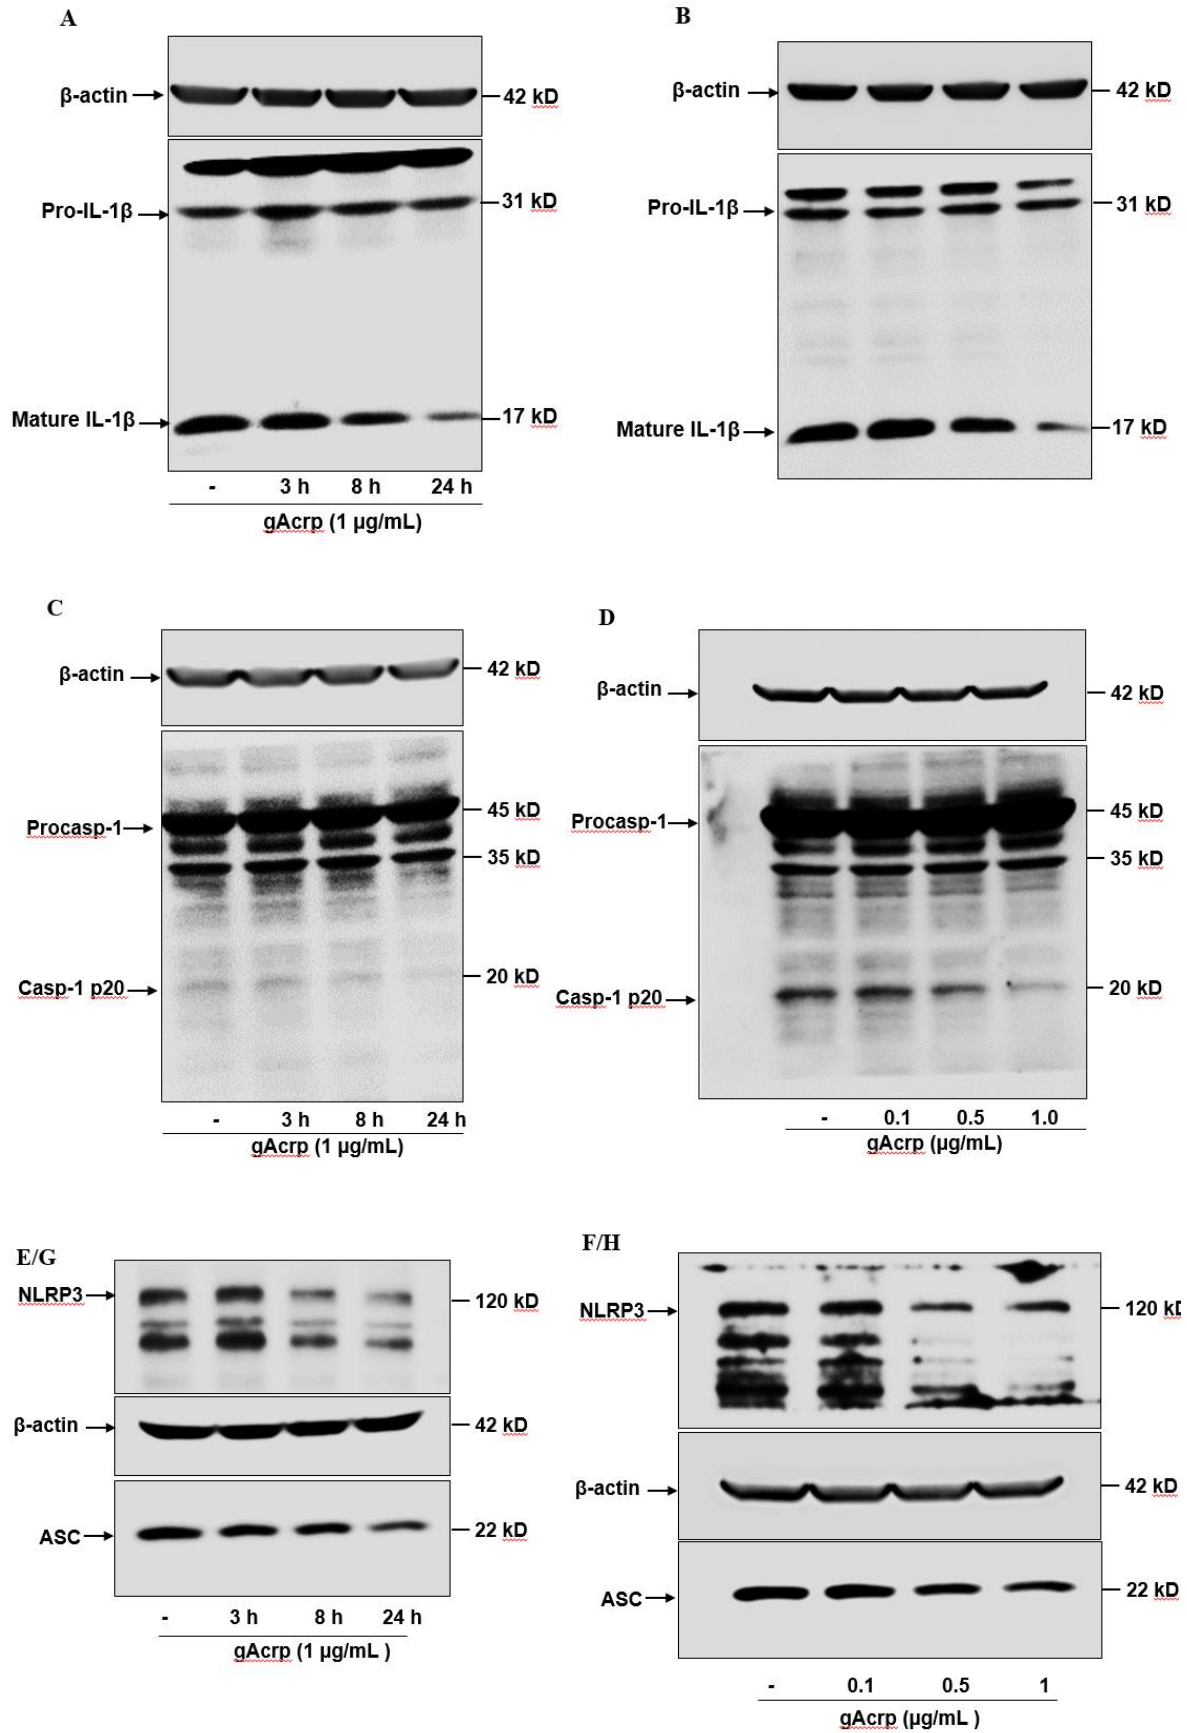 A
β-actin
42 kD
Pro-IL-1β
31 kD
Mature IL-1β
17 kD
- 3 h 8 h 24 h
gAcrp (1 µg/mL)
B
β-actin
42 kD
Pro-IL-1β
31 kD
Mature IL-1β
17 kD
C
β-actin
42 kD
Procasp-1
45 kD
35 kD
Casp-1 p20
20 kD
- 3 h 8 h 24 h
gAcrp (1 µg/mL)
D
β-actin
42 kD
Procasp-1
45 kD
35 kD
Casp-1 p20
20 kD
- 0.1 0.5 1.0
gAcrp (µg/mL)
E/G
NLRP3
120 kD
β-actin
42 kD
ASC
22 kD
- 3 h 8 h 24 h
gAcrp (1 µg/mL )
F/H
NLRP3
120 kD
β-actin
42 kD
ASC
22 kD
- 0.1 0.5 1
gAcrp (µg/mL )